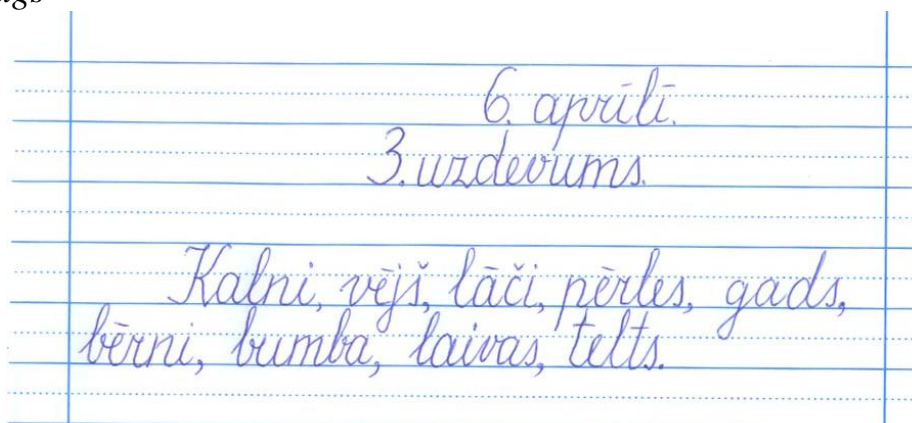 6. aprīlī.
3. uzdevums.
Kalni, vējš, lāči, pērles, gads,
bērni, bumba, laivas, telts.